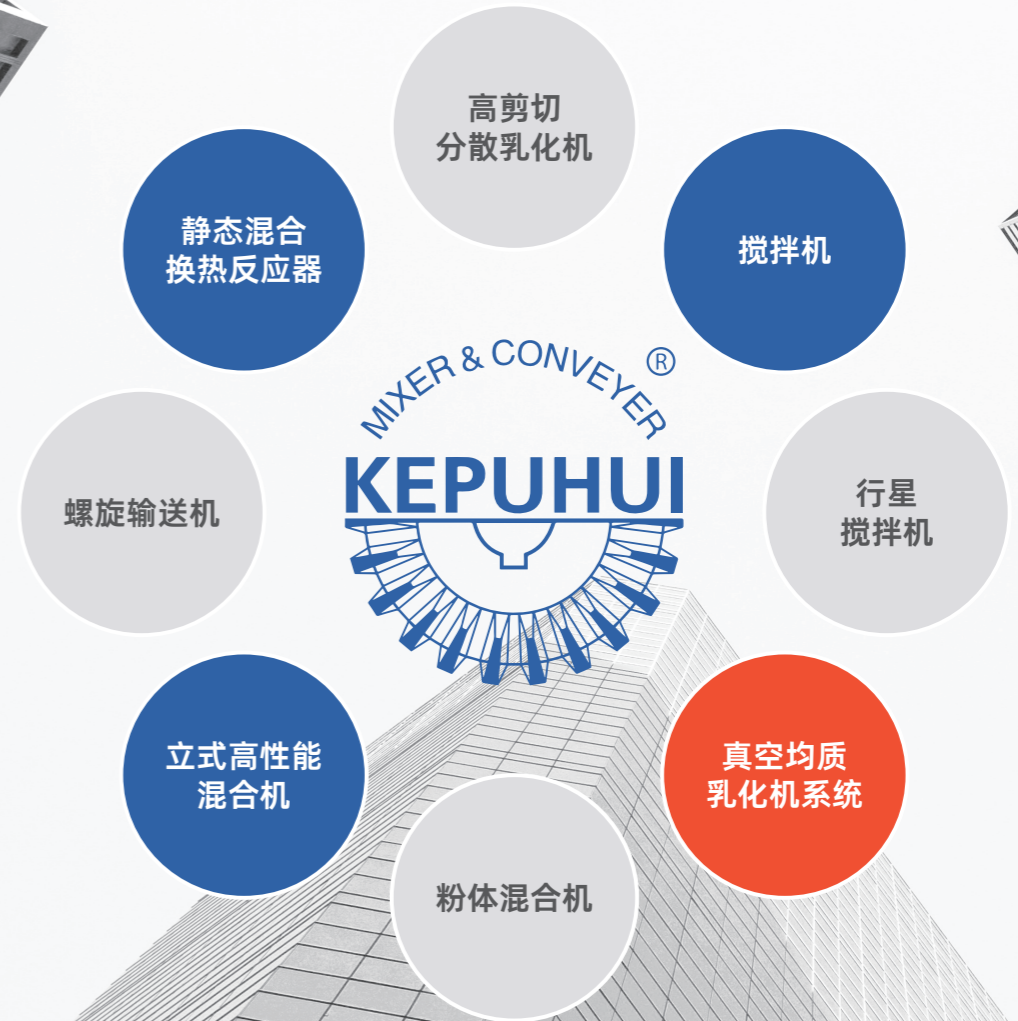 高剪切
分散乳化机
静态混合
换热反应器
搅拌机
MIXER & CONVEYER
®
KEPUHUI
螺旋输送机
行星
搅拌机
立式高性能
混合机
真空均质
乳化机系统
粉体混合机